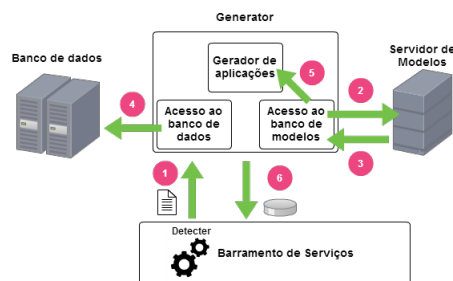 Generator
Banco de dados
Servidor de
Modelos
Gerador de
aplicações
5
2
4
Acesso ao
banco de
dados
Acesso ao
banco de
modelos
3
1
6
Detecter
Barramento de Serviços